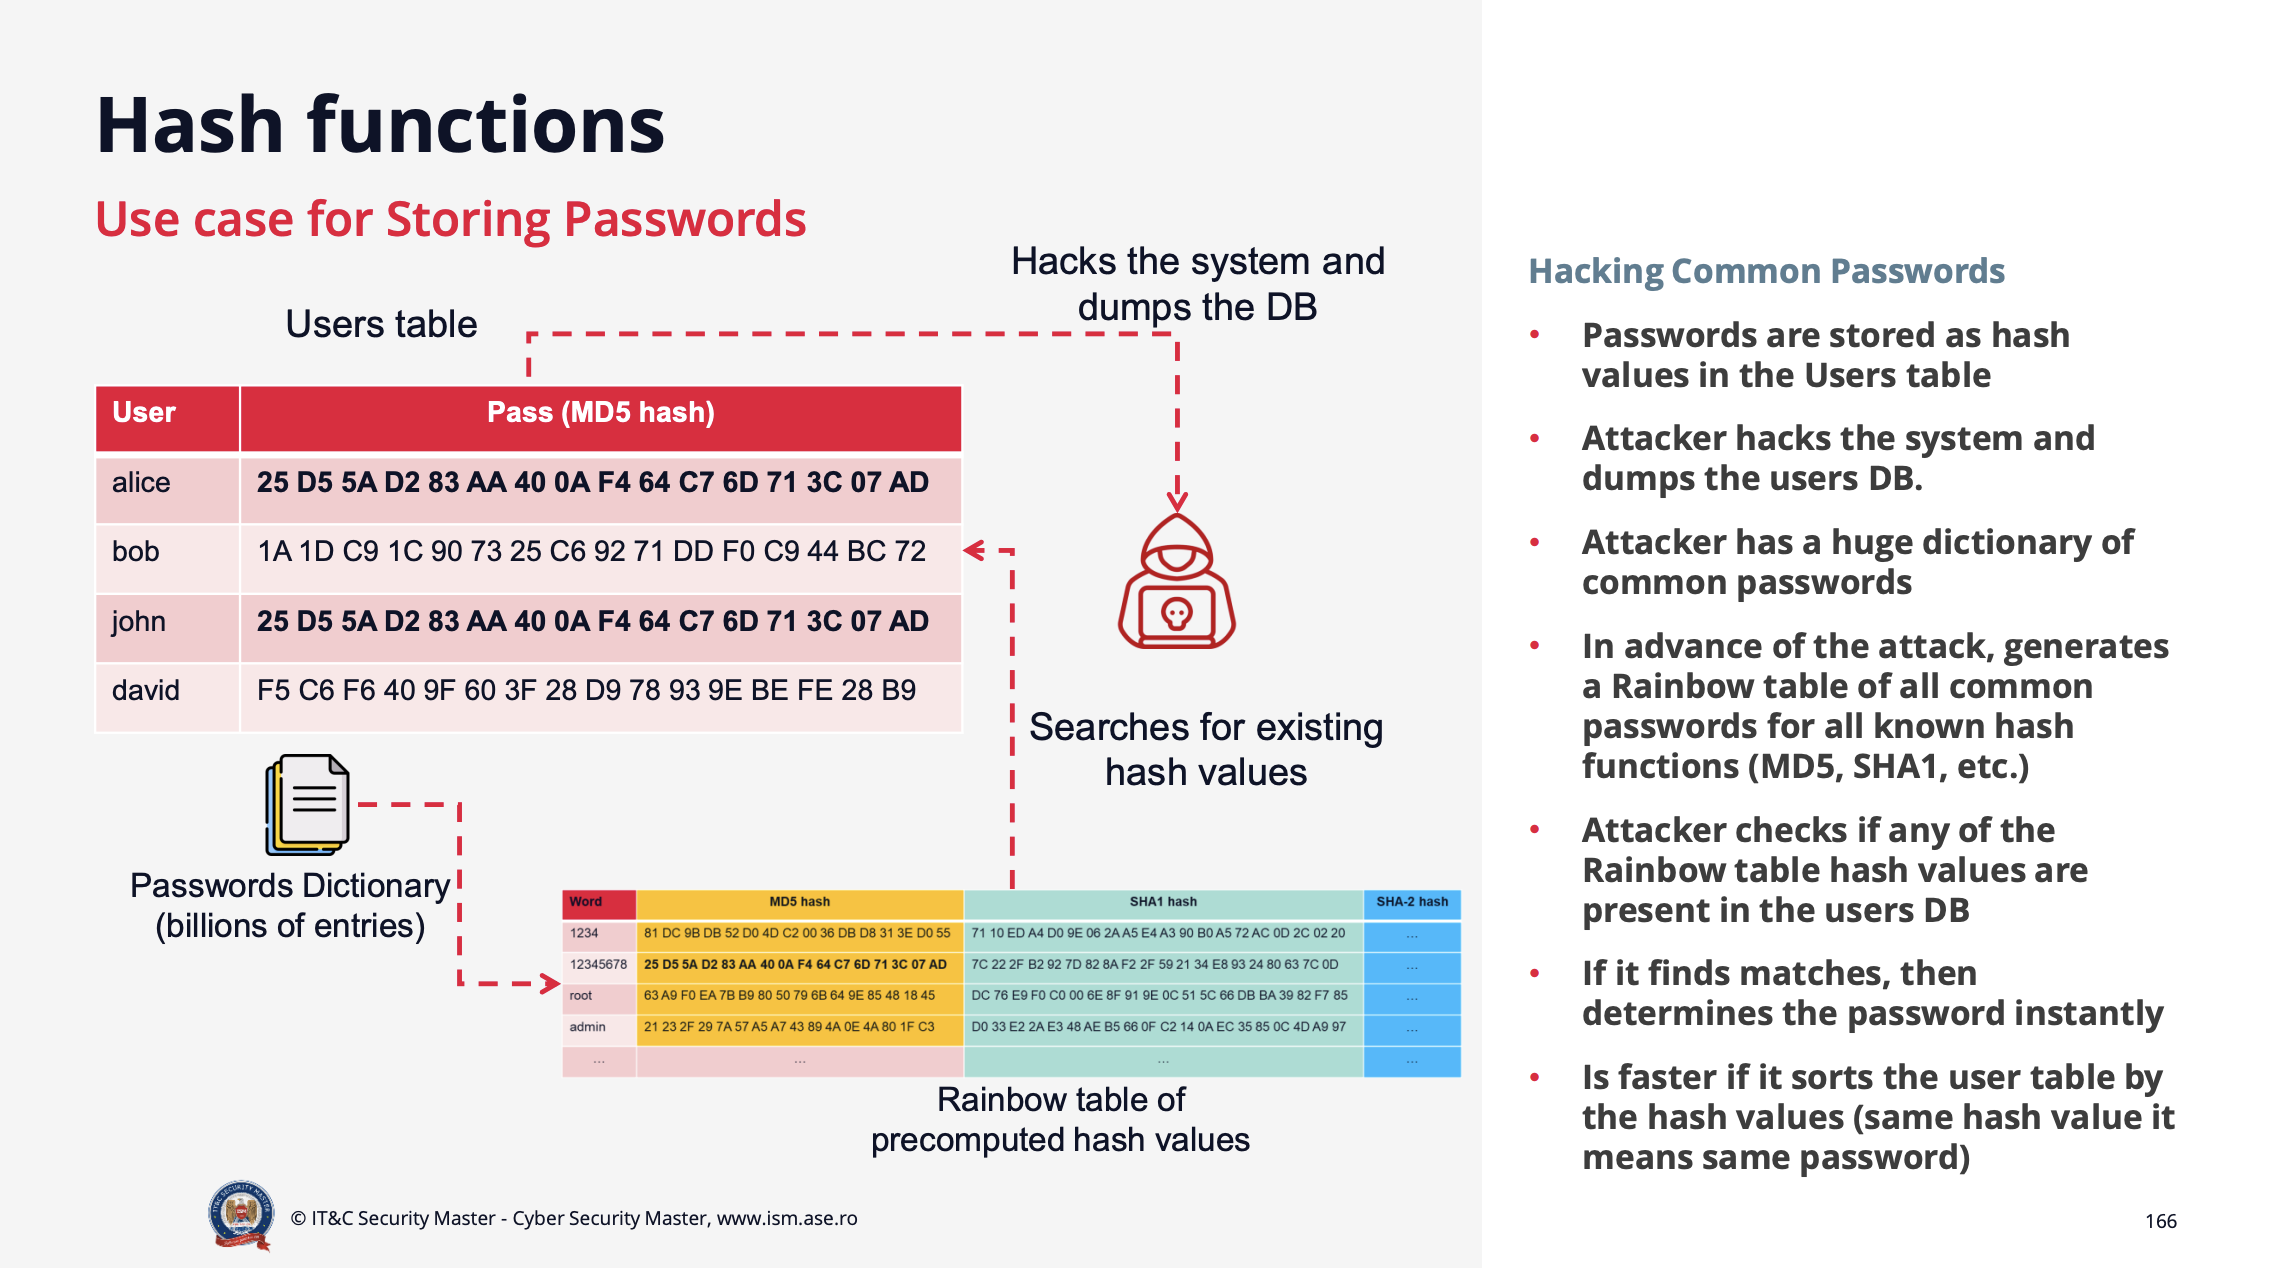 Hash functions
Use case for Storing Passwords
Hacks the system and
dumps the DB
Users table
User Pass (MD5 hash)
alice 25 D5 5A D2 83 AA 40 0A F4 64 C7 6D 71 3C 07 AD
bob 1A 1D C9 1C 90 73 25 C6 92 71 DD F0 C9 44 BC 72
john 25 D5 5A D2 83 AA 40 0A F4 64 C7 6D 71 3C 07 AD
david F5 C6 F6 40 9F 60 3F 28 D9 78 93 9E BE FE 28 B9
Searches for existing
hash values
Passwords Dictionary
(billions of entries)
Word MD5 hash SHA1 hash SHA-2 hash
1234 81 DC 9B DB 52 D0 4D C2 00 36 DB D8 31 3E D0 55 71 10 ED A4 D0 9E 06 2A A5 E4 A3 90 B0 A5 72 AC 0D 2C 02 20 ...
12345678 25 D5 5A D2 83 AA 40 0A F4 64 C7 6D 71 3C 07 AD 7C 22 2F B2 92 7D 82 8A F2 2F 59 21 34 E8 93 24 80 63 7C 0D ...
root 63 A9 F0 EA 7B B9 80 50 79 6B 64 9E 85 48 18 45 DC 76 E9 F0 C0 00 6E 8F 91 9E 0C 51 5C 66 DB BA 39 82 F7 85 ...
admin 21 23 2F 29 7A 57 A5 A7 43 89 4A 0E 4A 80 1F C3 D0 33 E2 2A E3 48 AE B5 66 0F C2 14 0A EC 35 85 0C 4D A9 97 ...
... ... ... ...
Rainbow table of
precomputed hash values
Hacking Common Passwords
• Passwords are stored as hash
values in the Users table
• Attacker hacks the system and
dumps the users DB.
• Attacker has a huge dictionary of
common passwords
• In advance of the attack, generates
a Rainbow table of all common
passwords for all known hash
functions (MD5, SHA1, etc.)
• Attacker checks if any of the
Rainbow table hash values are
present in the users DB
• If it finds matches, then
determines the password instantly
• Is faster if it sorts the user table by
the hash values (same hash value it
means same password)
© IT&C Security Master - Cyber Security Master, www.ism.ase.ro
166